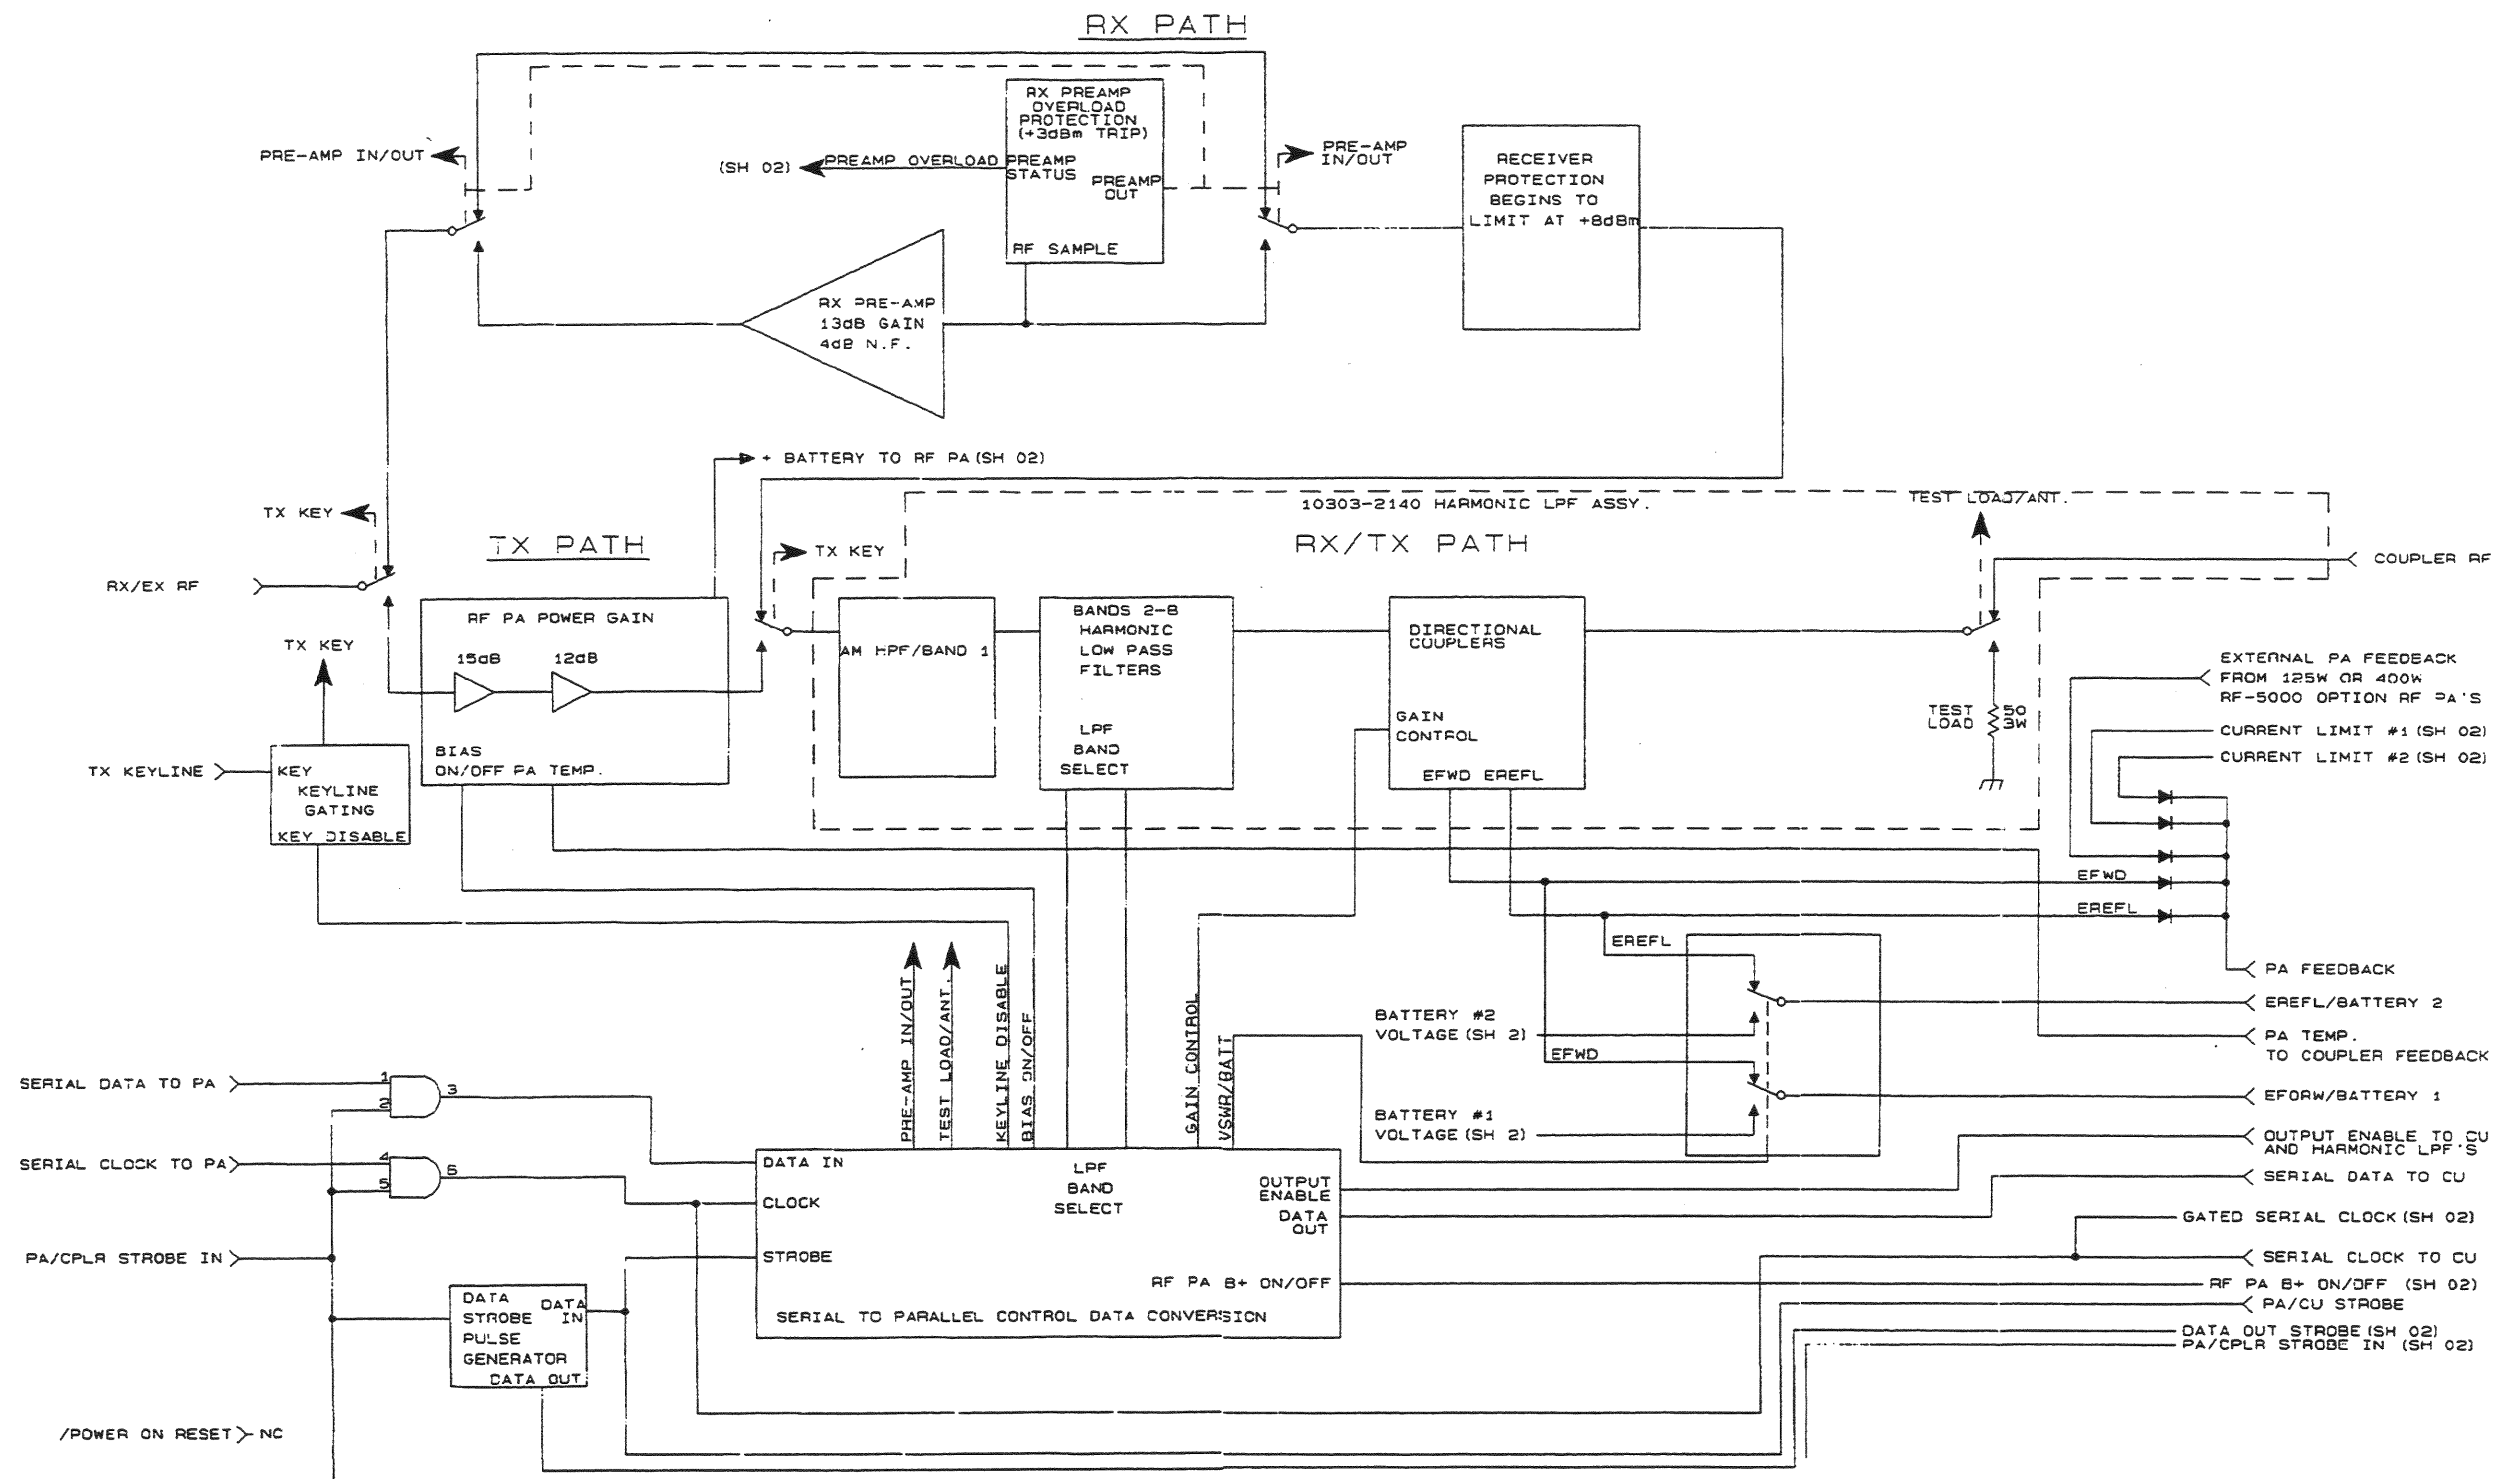 RX PATH
RX PREAMP
OVERLOAD
PROTECTION
(+3dBm TRIP)
PREAMP
STATUS
PREAMP
OUT
RF SAMPLE
PRE-AMP IN/OUT
(SH 02)
PREAMP OVERLOAD
PRE-AMP
IN/OUT
RECEIVER
PROTECTION
BEGINS TO
LIMIT AT +8dBm
RX PRE-AMP
13dB GAIN
4dB N.F.
+ BATTERY TO RF PA(SH 02)
10303-2140 HARMONIC LPF ASSY.
TEST LOAD/ANT.
TX KEY
TX PATH
TX KEY
RX/TX PATH
COUPLER RF
RX/EX RF
RF PA POWER GAIN
15dB
12dB
BIAS
ON/OFF PA TEMP.
AM HPF/BAND 1
BANDS 2-8
HARMONIC
LOW PASS
FILTERS
LPF
BAND
SELECT
DIRECTIONAL
COUPLERS
GAIN
CONTROL
EFWD EREFL
TX KEY
TEST
LOAD
50
3W
EXTERNAL PA FEEDBACK
FROM 125W OR 400W
RF-5000 OPTION RF PA'S
CURRENT LIMIT #1(SH 02)
CURRENT LIMIT #2(SH 02)
TX KEYLINE
KEY
KEYLINE
GATING
KEY DISABLE
EFWD
EREFL
EREFL
PA FEEDBACK
EREFL/BATTERY 2
BATTERY #2
VOLTAGE(SH 2)
EFWD
PA TEMP.
TO COUPLER FEEDBACK
EFORW/BATTERY 1
BATTERY #1
VOLTAGE(SH 2)
PRE-AMP IN/OUT
TEST LOAD/ANT.
KEYLINE DISABLE
BIAS ON/OFF
GAIN CONTROL
VSWR/BATT
SERIAL DATA TO PA
1
2
3
SERIAL CLOCK TO PA
4
5
6
DATA IN
CLOCK
STROBE
LPF
BAND
SELECT
OUTPUT
ENABLE
DATA
OUT
RF PA B+ ON/OFF
SERIAL TO PARALLEL CONTROL DATA CONVERSION
OUTPUT ENABLE TO CU
AND HARMONIC LPF'S
SERIAL DATA TO CU
GATED SERIAL CLOCK(SH 02)
SERIAL CLOCK TO CU
RF PA B+ ON/OFF (SH 02)
PA/CU STROBE
DATA OUT STROBE(SH 02)
PA/CPLR STROBE IN (SH 02)
PA/CPLR STROBE IN
DATA
STROBE
PULSE
GENERATOR
DATA
IN
DATA OUT
/POWER ON RESET
NC